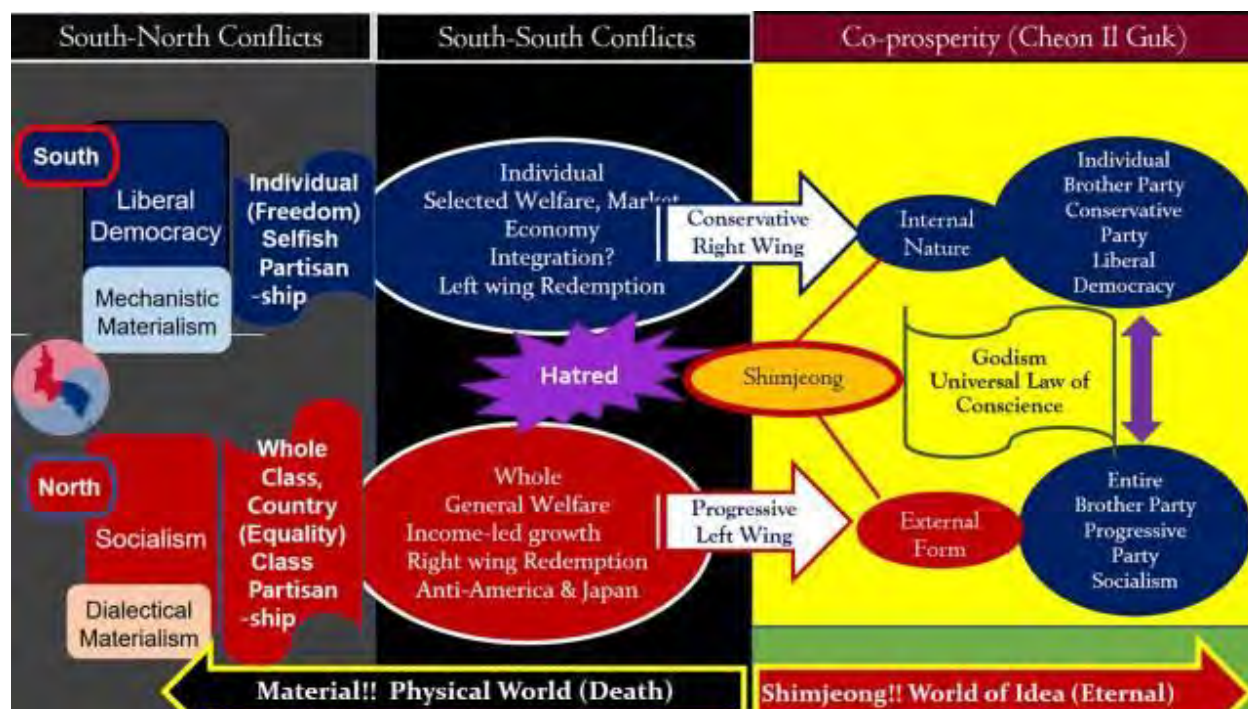 South-North Conflicts
South-South Conflicts
Co-prosperity (Cheon Il Guk)
South
Liberal
Democracy
Mechanistic
Materialism
Individual
(Freedom)
Selfish
Partisan
-ship
Individual
Selected Welfare, Market
Economy
Integration?
Left wing Redemption
Conservative
Right Wing
Internal
Nature
Individual
Brother Party
Conservative
Party
Liberal
Democracy
Hatred
Shimjeong
Godism
Universal Law of
Conscience
North
Socialism
Dialectical
Materialism
Whole
Class,
Country
(Equality)
Class
Partisan
-ship
Whole
General Welfare
Income-led growth
Right wing Redemption
Anti-America & Japan
Progressive
Left Wing
External
Form
Entire
Brother Party
Progressive
Party
Socialism
Material!! Physical World (Death)
Shimjeong!! World of Idea (Eternal)